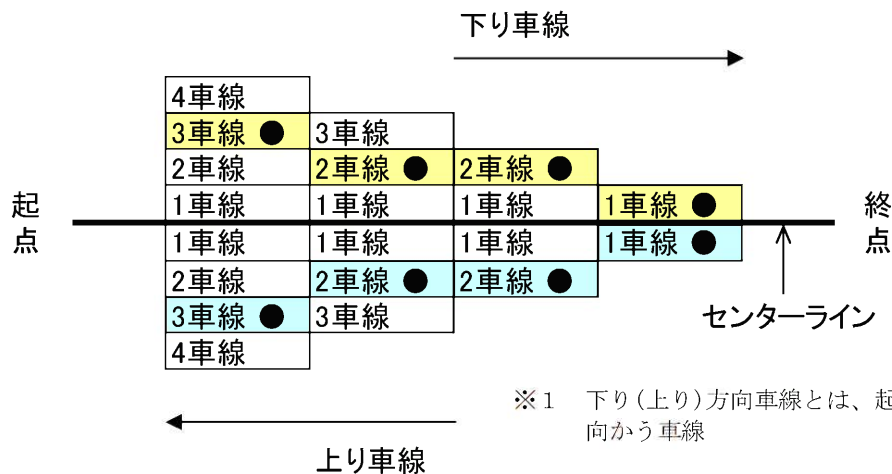 下り車線
4車線
3車線 ● 3車線
2車線 2車線 ● 2車線 ●
起点 1車線 1車線 1車線 1車線 ● 終点
1車線 1車線 1車線 1車線 ●
2車線 2車線 ● 2車線 ●
3車線 ● 3車線 センターライン
4車線
※1 下り(上り)方向車線とは、
向かう車線
上り車線